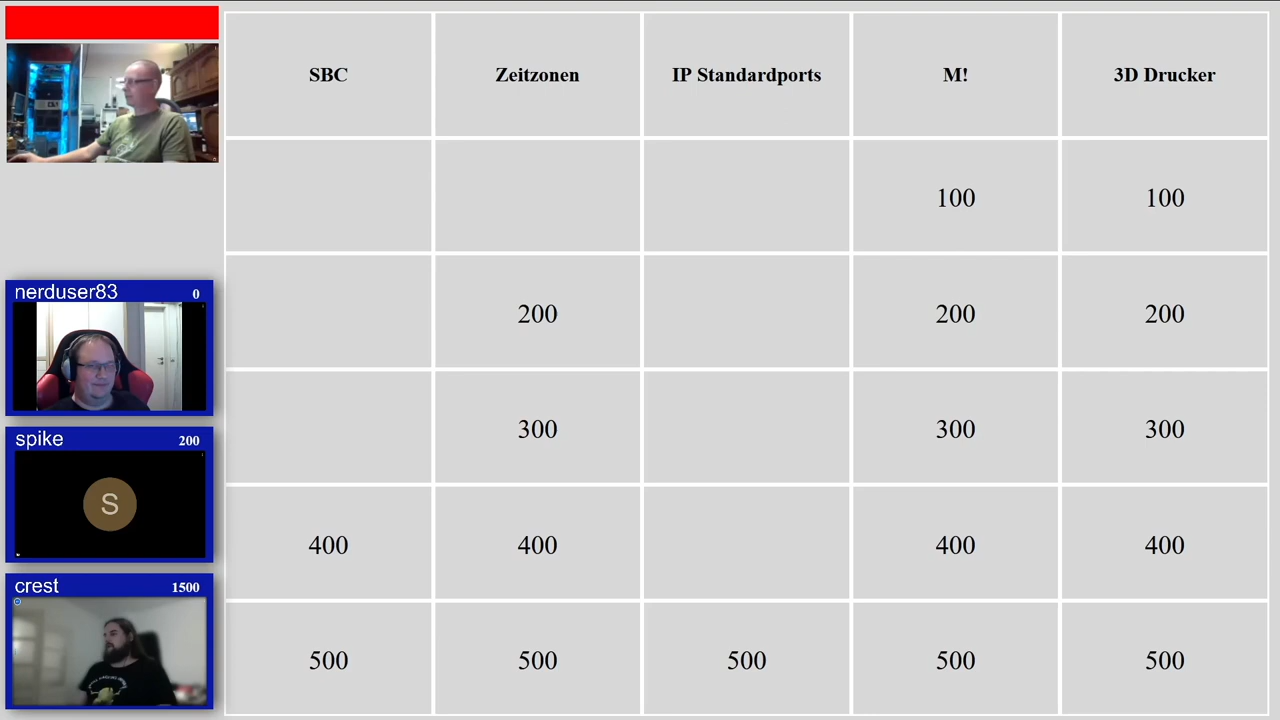 SBC Zeitzonen IP Standardports M! 3D Drucker
100 100
nerduser83 0
200 200 200
spike 200
300 300 300
S
400 400 400 400
crest 1500
500 500 500 500 500